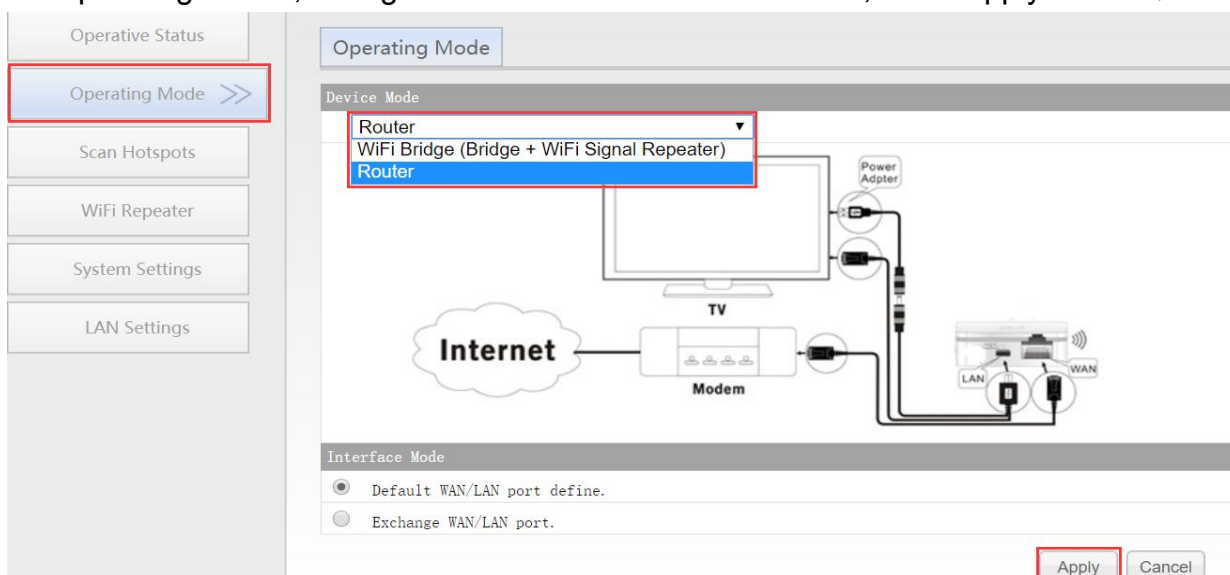 Operative Status
Operating Mode
Scan Hotspots
WiFi Repeater
System Settings
LAN Settings
Operating Mode
Device Mode
Router
WiFi Bridge (Bridge + WiFi Signal Repeater)
Router
Power
Adpter
TV
Internet
Modem
LAN
WAN
Interface Mode
Default WAN/LAN port define.
Exchange WAN/LAN port.
Apply
Cancel